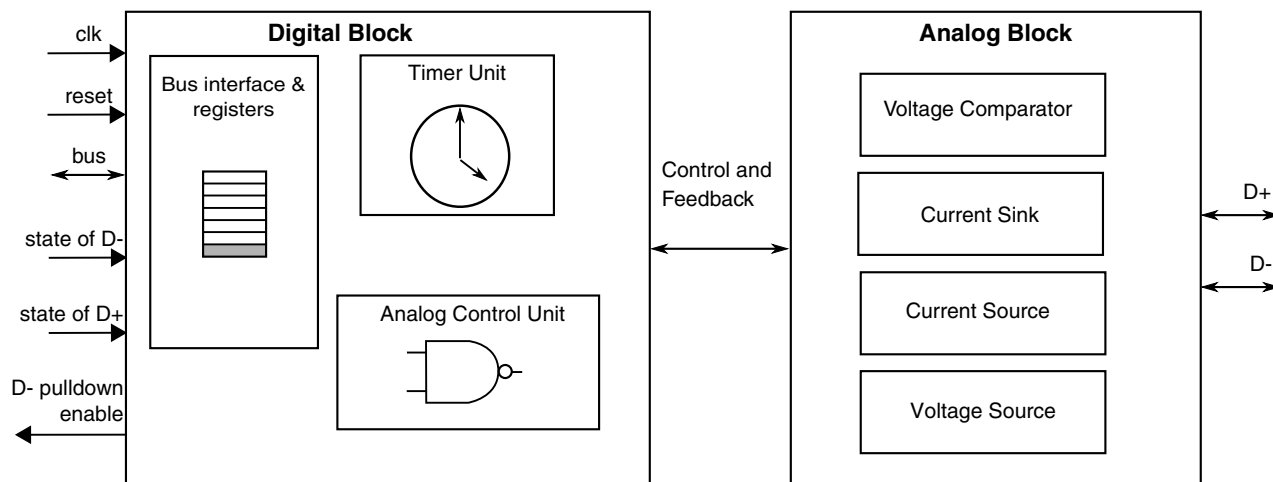 Digital Block
Analog Block
clk
reset
bus
state of D-
state of D+
D- pulldown
enable
Bus interface &
registers
Timer Unit
Analog Control Unit
Control and
Feedback
Voltage Comparator
Current Sink
Current Source
Voltage Source
D+
D-